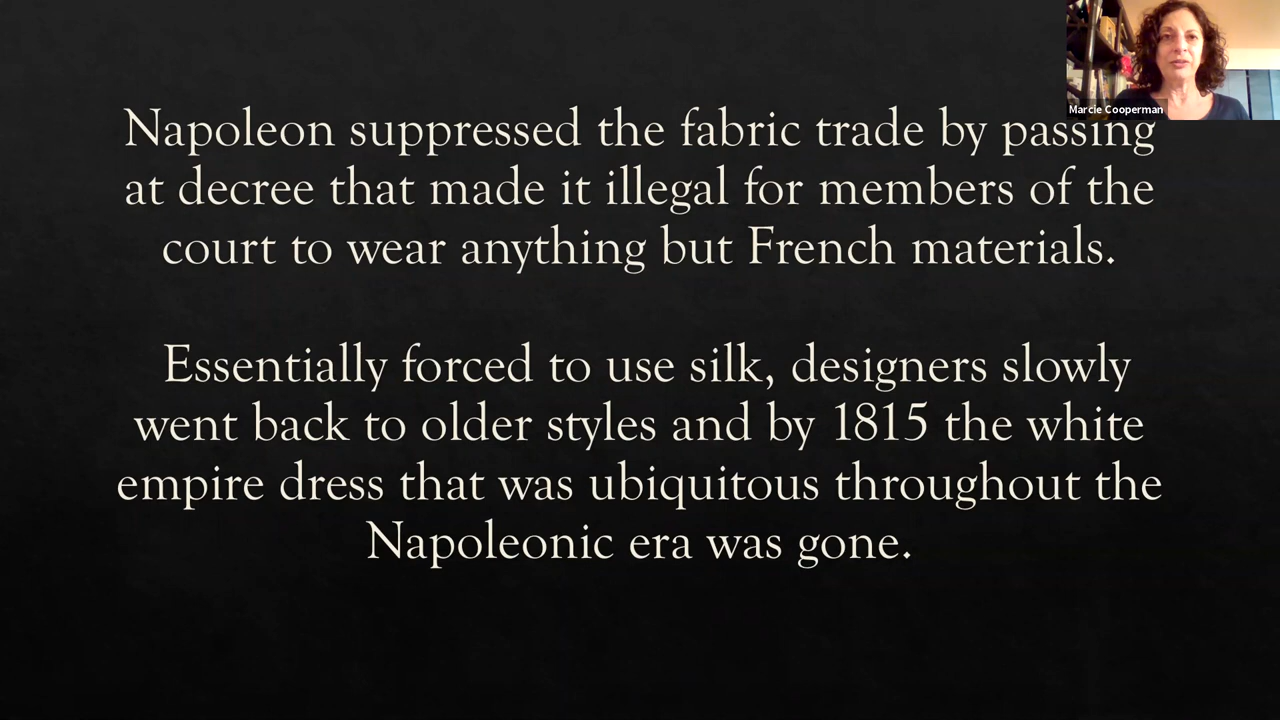 Marcie Cooperman
Napoleon suppressed the fabric trade by passing
at decree that made it illegal for members of the
court to wear anything but French materials.
Essentially forced to use silk, designers slowly
went back to older styles and by 1815 the white
empire dress that was ubiquitous throughout the
Napoleonic era was gone.